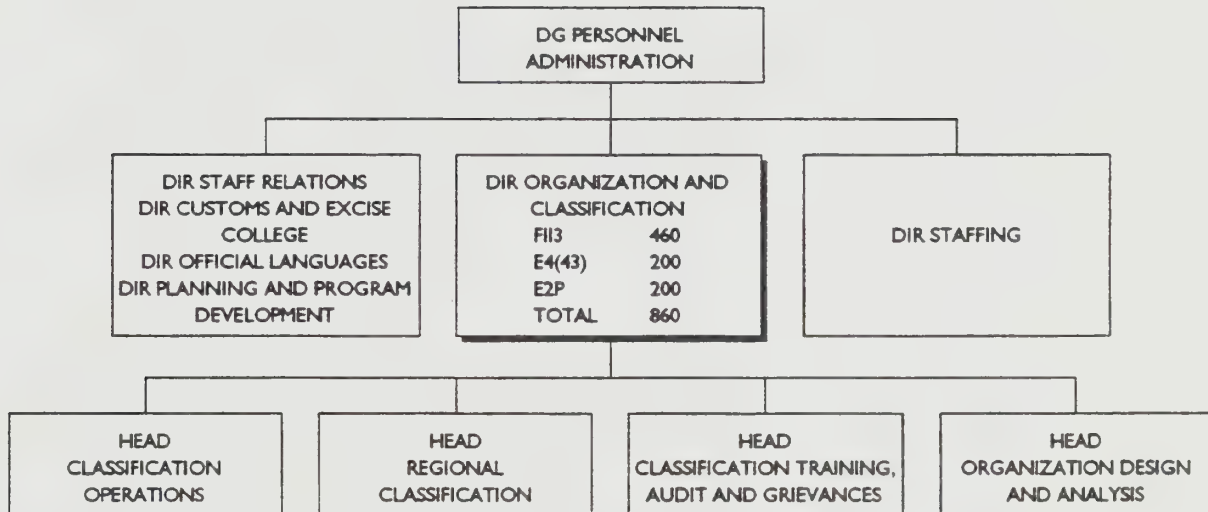 DG PERSONNEL
ADMINISTRATION
DIR STAFF RELATIONS
DIR CUSTOMS AND EXCISE
COLLEGE
DIR OFFICIAL LANGUAGES
DIR PLANNING AND PROGRAM
DEVELOPMENT
DIR ORGANIZATION AND
CLASSIFICATION
FII3 460
E4(43) 200
E2P 200
TOTAL 860
DIR STAFFING
HEAD
CLASSIFICATION
OPERATIONS
HEAD
REGIONAL
CLASSIFICATION
HEAD
CLASSIFICATION TRAINING,
AUDIT AND GRIEVANCES
HEAD
ORGANIZATION DESIGN
AND ANALYSIS